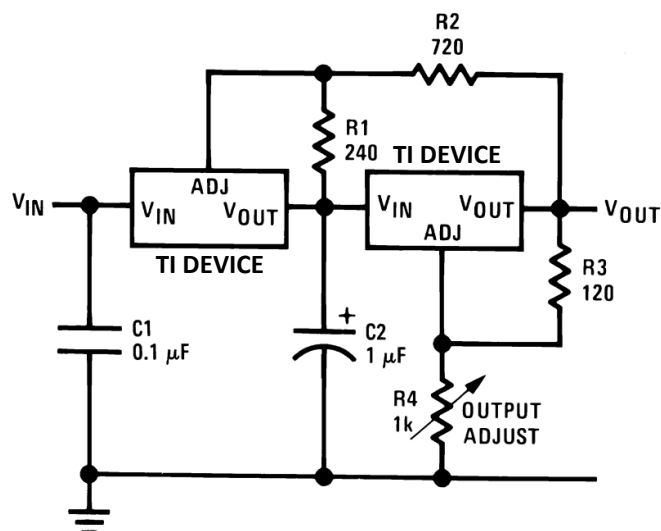 R2
720
R1
240
TI DEVICE
ADJ
VIN
VIN
VOUT
TI DEVICE
VIN
VOUT
ADJ
VOUT
R3
120
C1
0.1 μF
+
C2
1 μF
R4
1k
OUTPUT
ADJUST